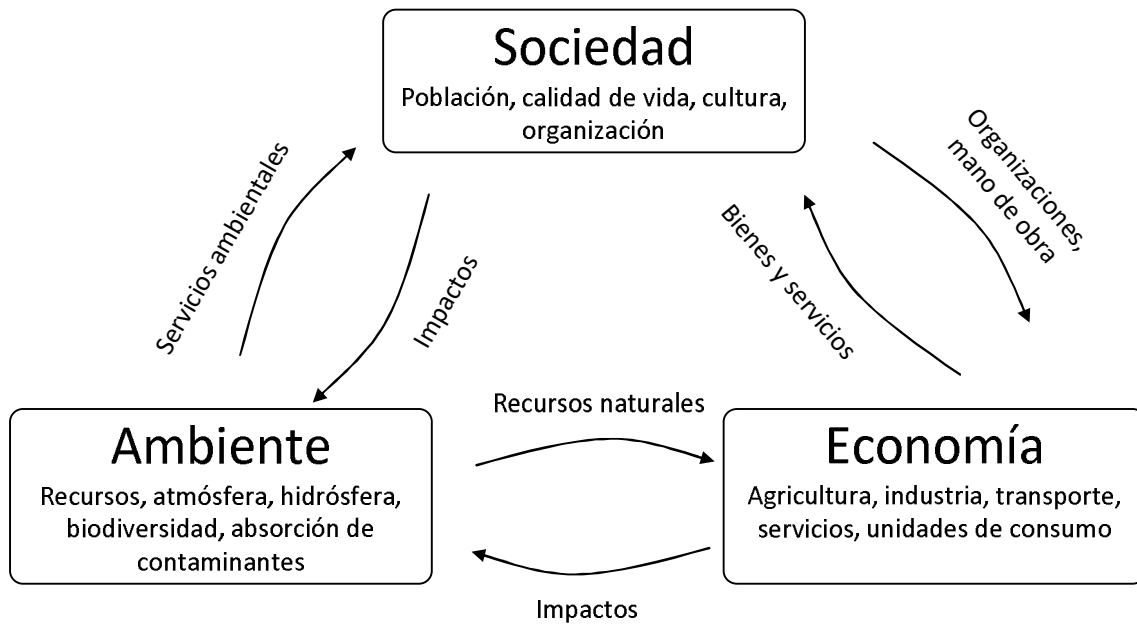 Sociedad
Población, calidad de vida, cultura,
organización
Servicios ambientales
Impactos
Bienes y servicios
Organizaciones,
mano de obra
Recursos naturales
Ambiente
Recursos, atmósfera, hidrósfera,
biodiversidad, absorción de
contaminantes
Economía
Agricultura, industria, transporte,
servicios, unidades de consumo
Impactos